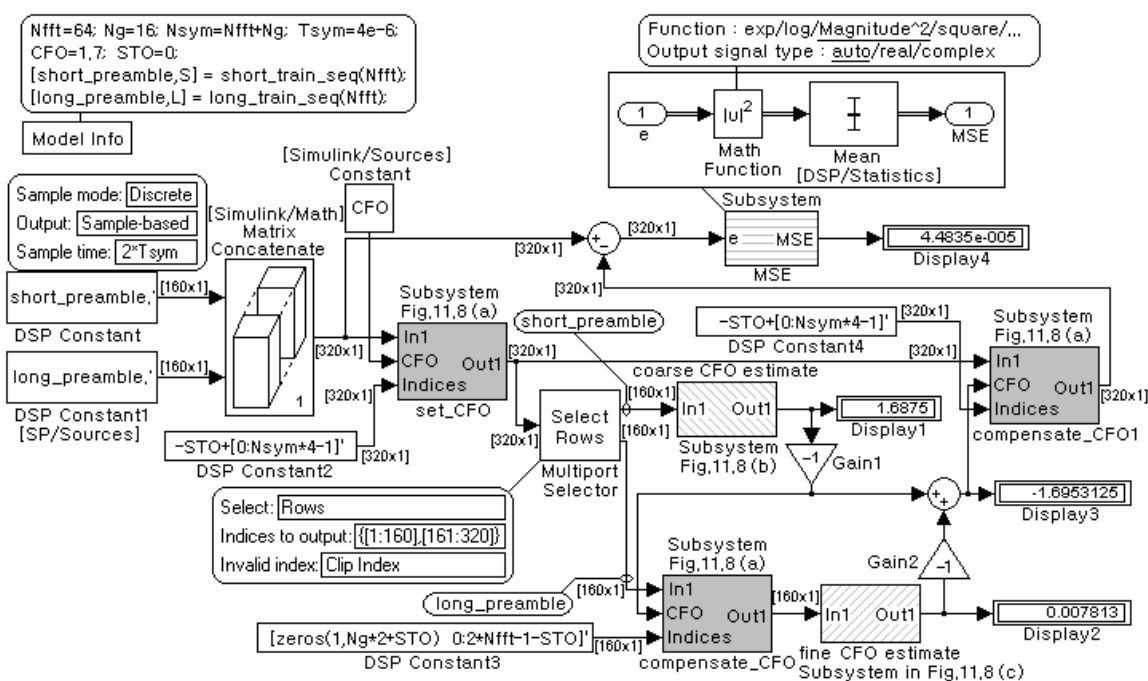 Nfft=64; Ng=16; Nsym=Nfft+Ng; Tsym=4e-6;
CFO=1,7; STO=0;
[short_preamble,S] = short_train_seq(Nfft);
[long_preamble,L] = long_train_seq(Nfft);
Model Info
Function : exp/log/Magnitude^2/square/...
Output signal type : auto/real/complex
1
e
|u|²
Math
Function
Mean
[DSP/Statistics]
1
MSE
Subsystem
e
MSE
MSE
4.4835e-005
Display4
[320x1]
[320x1]
[320x1]
+
−
[Simulink/Sources]
Constant
CFO
Sample mode: Discrete
Output: Sample-based
Sample time: 2*Tsym
[Simulink/Math]
Matrix
Concatenate
1
short_preamble,'
[160x1]
DSP Constant
long_preamble,'
[160x1]
DSP Constant1
[SP/Sources]
[320x1]
Subsystem
Fig,11,8 (a)
In1
CFO
Indices
Out1
set_CFO
[320x1]
[320x1]
-STO+[0:Nsym*4-1]'
[320x1]
DSP Constant2
short_preamble
[320x1]
Select
Rows
Multiport
Selector
Select: Rows
Indices to output: {[1:160],[161:320]}
Invalid index: Clip Index
coarse CFO estimate
[160x1]
[160x1]
In1
Out1
Subsystem
Fig,11,8 (b)
1.6875
Display1
-1
Gain1
-STO+[0:Nsym*4-1]'
[320x1]
DSP Constant4
[320x1]
Subsystem
Fig,11,8 (a)
In1
CFO
Indices
Out1
[320x1]
[320x1]
compensate_CFO1
+
+
-1.6953125
Display3
Gain2
-1
long_preamble
[160x1]
Subsystem
Fig,11,8 (a)
In1
CFO
Indices
Out1
compensate_CFO
[160x1]
In1
Out1
fine CFO estimate
Subsystem in Fig,11,8 (c)
0.007813
Display2
[zeros(1,Ng*2+STO) 0:2*Nfft-1-STO]'
[160x1]
DSP Constant3